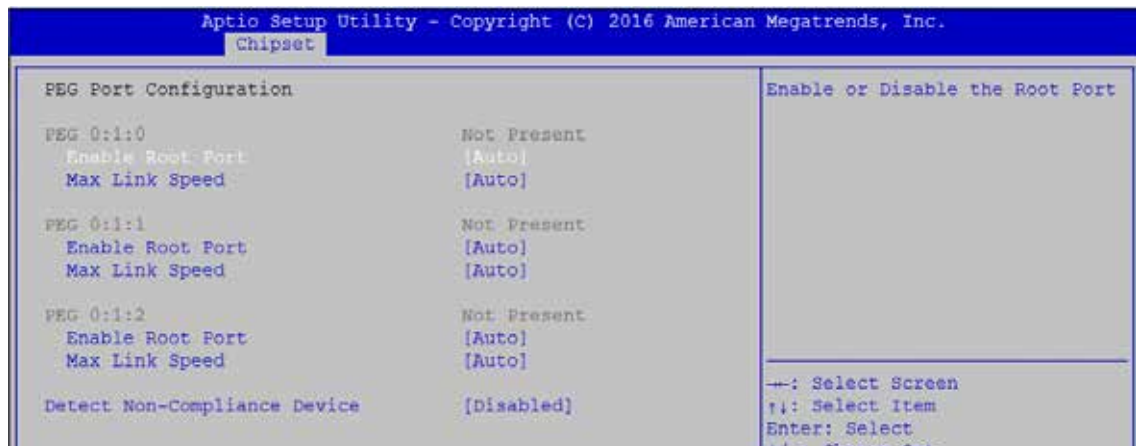 Aptio Setup Utility - Copyright (C) 2016 American Megatrends, Inc.
Chipset
PEG Port Configuration
Enable or Disable the Root Port
PEG 0:1:0 Not Present
Enable Root Port [Auto]
Max Link Speed [Auto]
PEG 0:1:1 Not Present
Enable Root Port [Auto]
Max Link Speed [Auto]
PEG 0:1:2 Not Present
Enable Root Port [Auto]
Max Link Speed [Auto]
Detect Non-Compliance Device [Disabled]
→←: Select Screen
↑↓: Select Item
Enter: Select